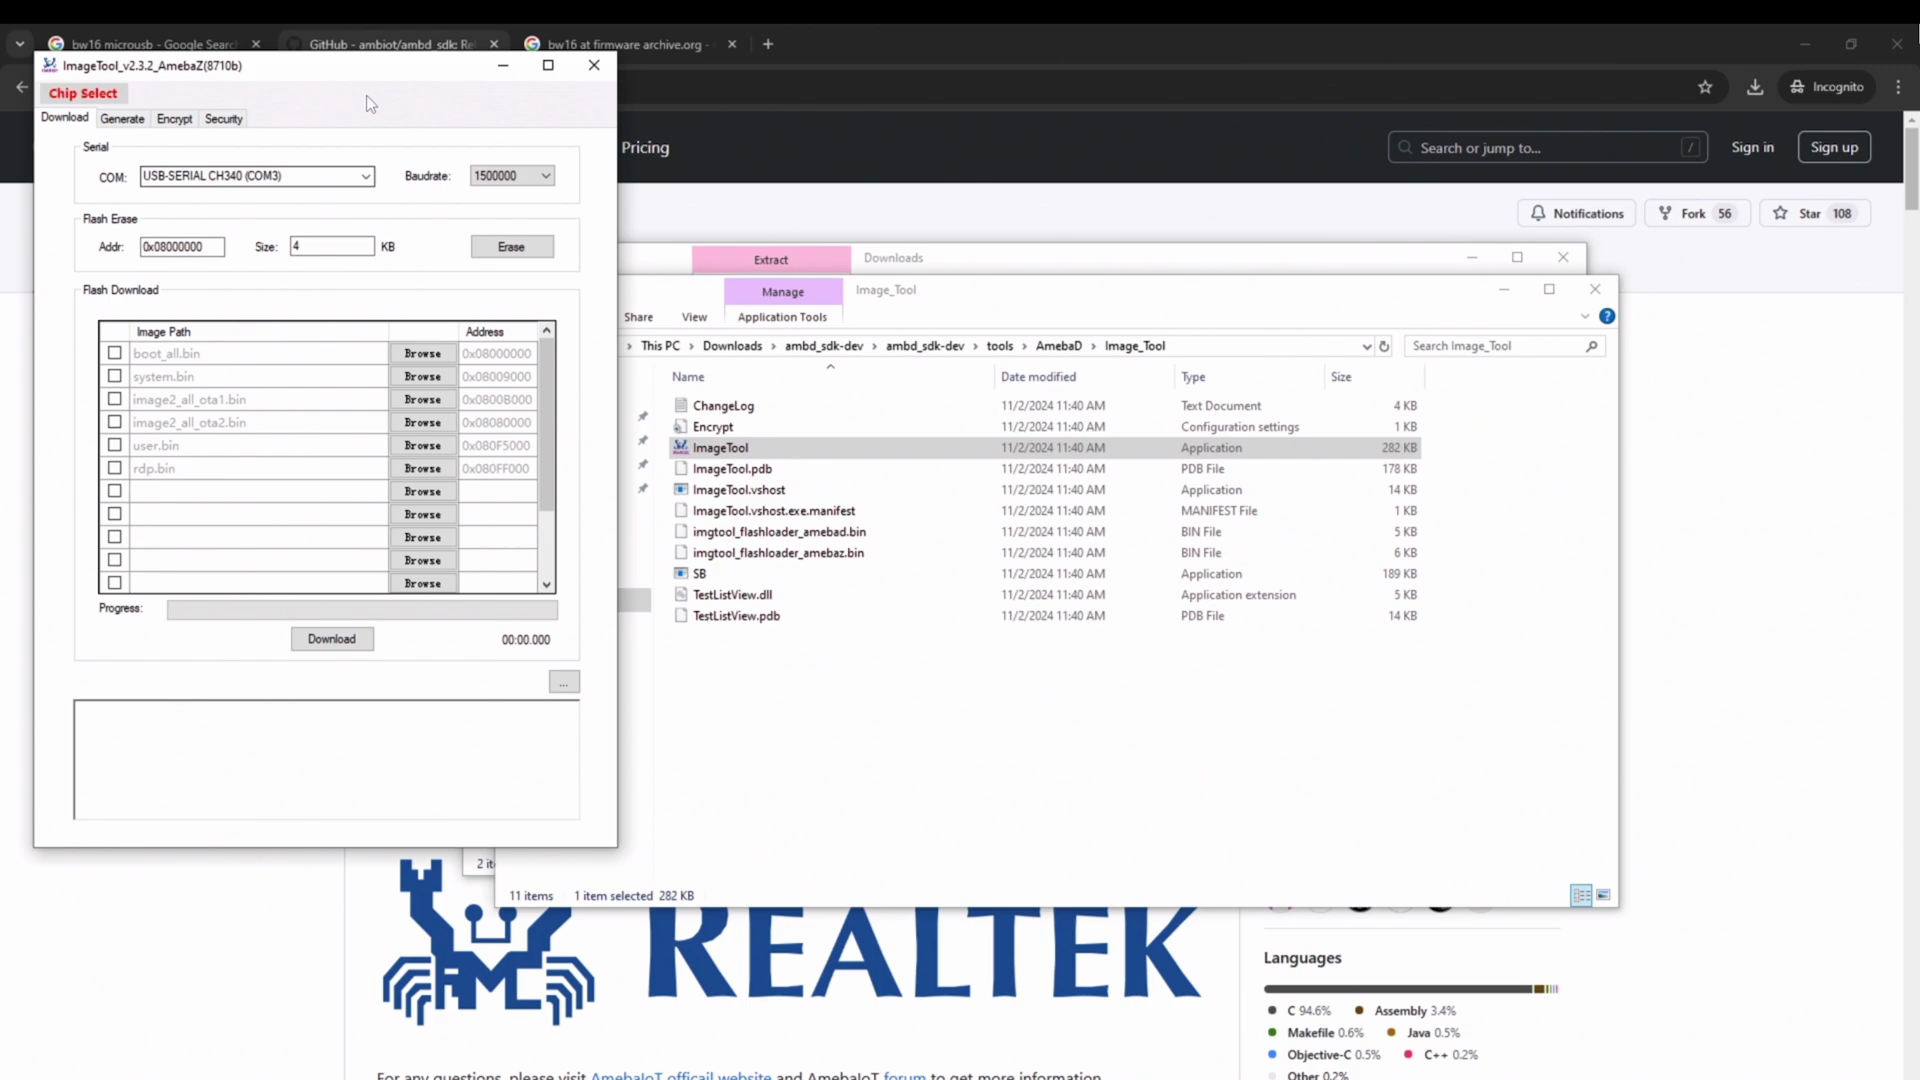 bw16 microusb - Google Searc
GitHub - ambiot/ambd_sdk: Re
bw16 at firmware archive.org -
ImageTool_v2.3.2_AmebaZ(8710b)
Incognito
Chip Select
Download Generate Encrypt Security
Pricing
Search or jump to...
/
Sign in
Sign up
Serial
COM: USB-SERIAL CH340 (COM3) Baudrate: 1500000
Notifications
Fork 56
Star 108
Flash Erase
Addr: 0x08000000 Size: 4 KB Erase
Extract Downloads
Flash Download
Manage Image_Tool
Share View Application Tools
Image Path Address
boot_all.bin Browse 0x08000000
system.bin Browse 0x08009000
image2_all_ota1.bin Browse 0x0800B000
image2_all_ota2.bin Browse 0x08080000
user.bin Browse 0x080F5000
rdp.bin Browse 0x080FF000
Browse
Browse
Browse
Browse
Browse
Progress:
Download 00:00.000
...
This PC › Downloads › ambd_sdk-dev › ambd_sdk-dev › tools › AmebaD › Image_Tool
Search Image_Tool
Name Date modified Type Size
ChangeLog 11/2/2024 11:40 AM Text Document 4 KB
Encrypt 11/2/2024 11:40 AM Configuration settings 1 KB
ImageTool 11/2/2024 11:40 AM Application 282 KB
ImageTool.pdb 11/2/2024 11:40 AM PDB File 178 KB
ImageTool.vshost 11/2/2024 11:40 AM Application 14 KB
ImageTool.vshost.exe.manifest 11/2/2024 11:40 AM MANIFEST File 1 KB
imgtool_flashloader_amebad.bin 11/2/2024 11:40 AM BIN File 5 KB
imgtool_flashloader_amebaz.bin 11/2/2024 11:40 AM BIN File 6 KB
SB 11/2/2024 11:40 AM Application 189 KB
TestListView.dll 11/2/2024 11:40 AM Application extension 5 KB
TestListView.pdb 11/2/2024 11:40 AM PDB File 14 KB
2 ite
11 items 1 item selected 282 KB
REALTEK
Languages
C 94.6% Assembly 3.4%
Makefile 0.6% Java 0.5%
Objective-C 0.5% C++ 0.2%
Other 0.2%
For any questions, please visit AmebaIoT officail website and AmebaIoT forum to get more information.